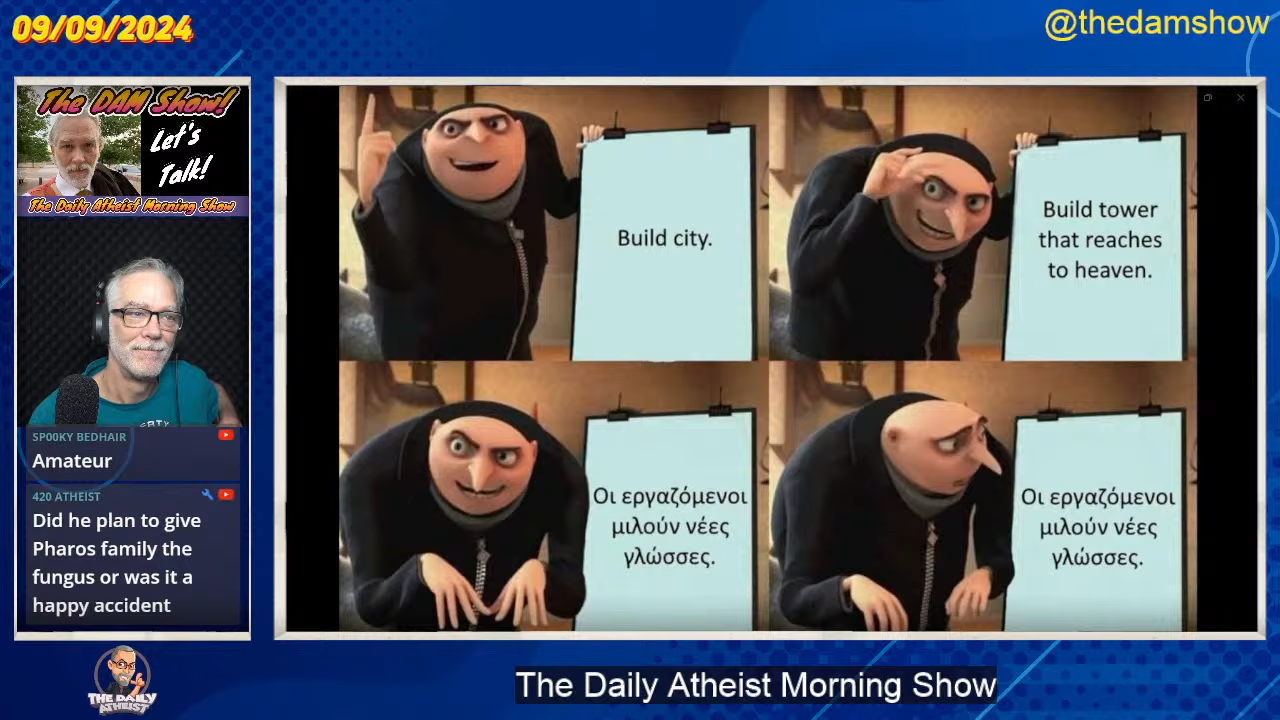 09/09/2024
@thedamshow
The DAM Show!
Let's
Talk!
The Daily Atheist Morning Show
SP00KY BEDHAIR
Amateur
420 ATHEIST
Did he plan to give
Pharos family the
fungus or was it a
happy accident
Build city.
Build tower
that reaches
to heaven.
Οι εργαζόμενοι
μιλούν νέες
γλώσσες.
Οι εργαζόμενοι
μιλούν νέες
γλώσσες.
THE DAILY
ATHEIST
The Daily Atheist Morning Show